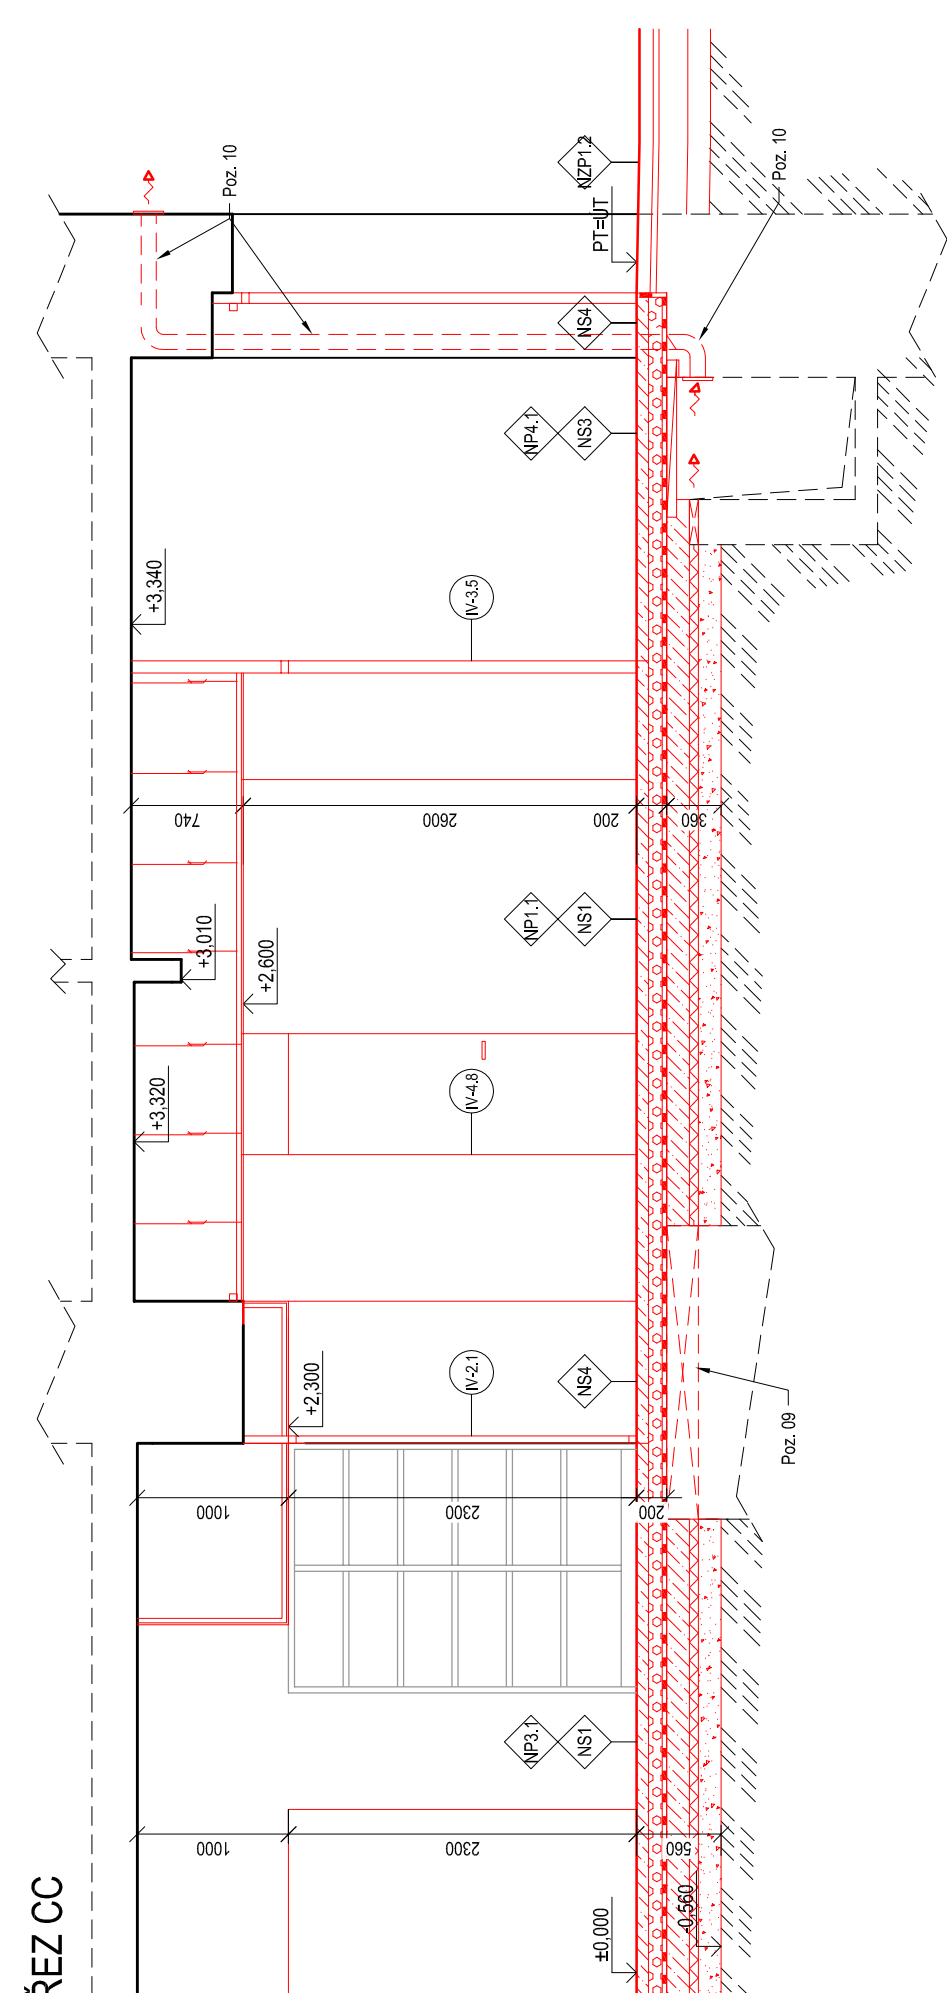 ŘEZ CC
Poz. 10
NZP1.2
PT=UT
Poz. 10
NS4
NP4.1
NS3
+3,340
IV-3.5
740
2600
200
360
NP1.1
NS1
+3,010
+2,600
+3,320
IV-4.8
+2,300
IV-2.1
NS4
Poz. 09
1000
2300
200
NP3.1
NS1
1000
2300
560
±0,000
-0,560